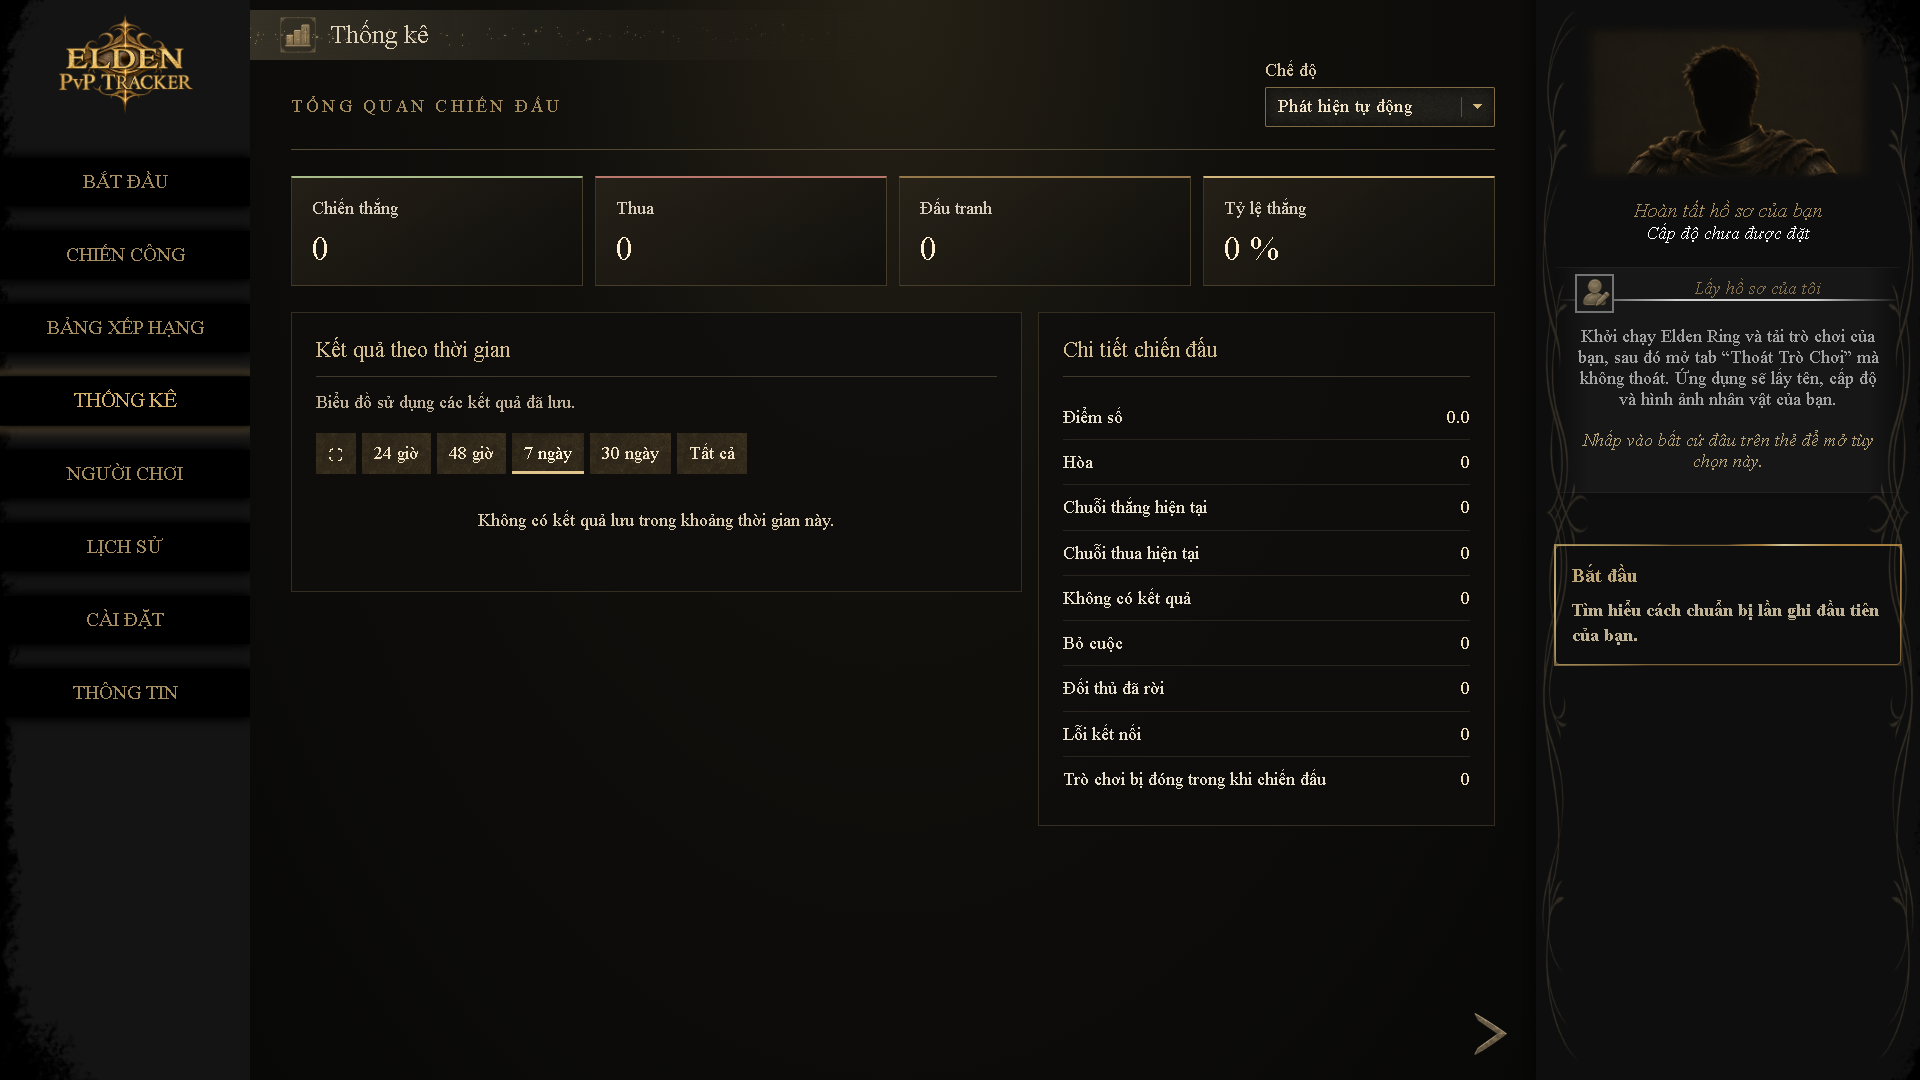 ELDEN
PVP TRACKER
BẮT ĐẦU
CHIẾN CÔNG
BẢNG XẾP HẠNG
THỐNG KÊ
NGƯỜI CHƠI
LỊCH SỬ
CÀI ĐẶT
THÔNG TIN
Thống kê
TỔNG QUAN CHIẾN ĐẤU
Chế độ
Phát hiện tự động
Chiến thắng
0
Thua
0
Đấu tranh
0
Tỷ lệ thắng
0 %
Kết quả theo thời gian
Biểu đồ sử dụng các kết quả đã lưu.
24 giờ
48 giờ
7 ngày
30 ngày
Tất cả
Không có kết quả lưu trong khoảng thời gian này.
Chi tiết chiến đấu
Điểm số 0.0
Hòa 0
Chuỗi thắng hiện tại 0
Chuỗi thua hiện tại 0
Không có kết quả 0
Bỏ cuộc 0
Đối thủ đã rời 0
Lỗi kết nối 0
Trò chơi bị đóng trong khi chiến đấu 0
Hoàn tất hồ sơ của bạn
Cấp độ chưa được đặt
Lấy hồ sơ của tôi
Khởi chạy Elden Ring và tải trò chơi của
bạn, sau đó mở tab “Thoát Trò Chơi” mà
không thoát. Ứng dụng sẽ lấy tên, cấp độ
và hình ảnh nhân vật của bạn.
Nhấp vào bất cứ đâu trên thẻ để mở tùy
chọn này.
Bắt đầu
Tìm hiểu cách chuẩn bị lần ghi đầu tiên
của bạn.